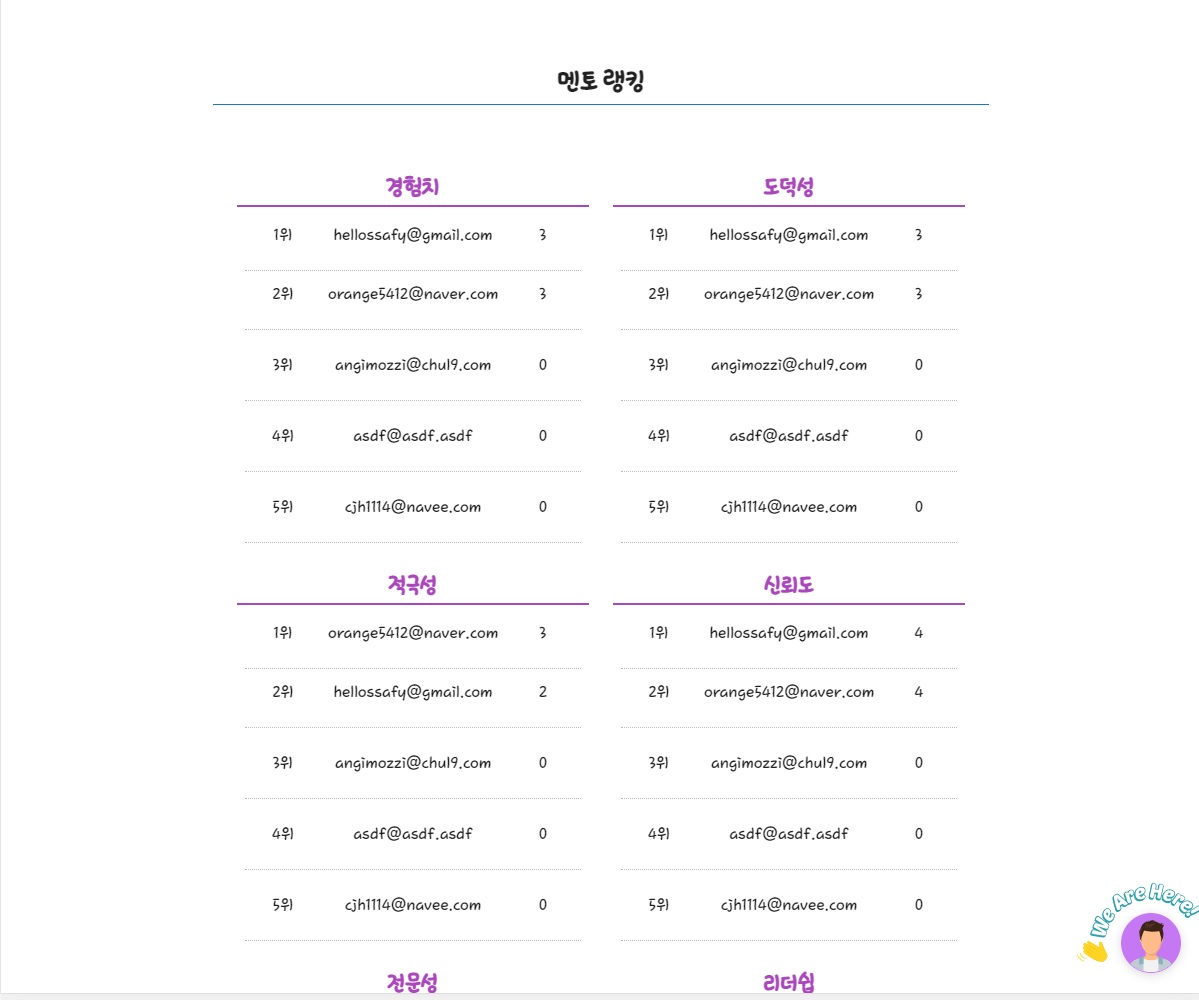 멘토 랭킹
경험치
1위 hellossafy@gmail.com 3
2위 orange5412@naver.com 3
3위 angimozzi@chul9.com 0
4위 asdf@asdf.asdf 0
5위 cjh1114@navee.com 0
도덕성
1위 hellossafy@gmail.com 3
2위 orange5412@naver.com 3
3위 angimozzi@chul9.com 0
4위 asdf@asdf.asdf 0
5위 cjh1114@navee.com 0
적극성
1위 orange5412@naver.com 3
2위 hellossafy@gmail.com 2
3위 angimozzi@chul9.com 0
4위 asdf@asdf.asdf 0
5위 cjh1114@navee.com 0
신뢰도
1위 hellossafy@gmail.com 4
2위 orange5412@naver.com 4
3위 angimozzi@chul9.com 0
4위 asdf@asdf.asdf 0
5위 cjh1114@navee.com 0
We Are Here!
전문성
리더쉽